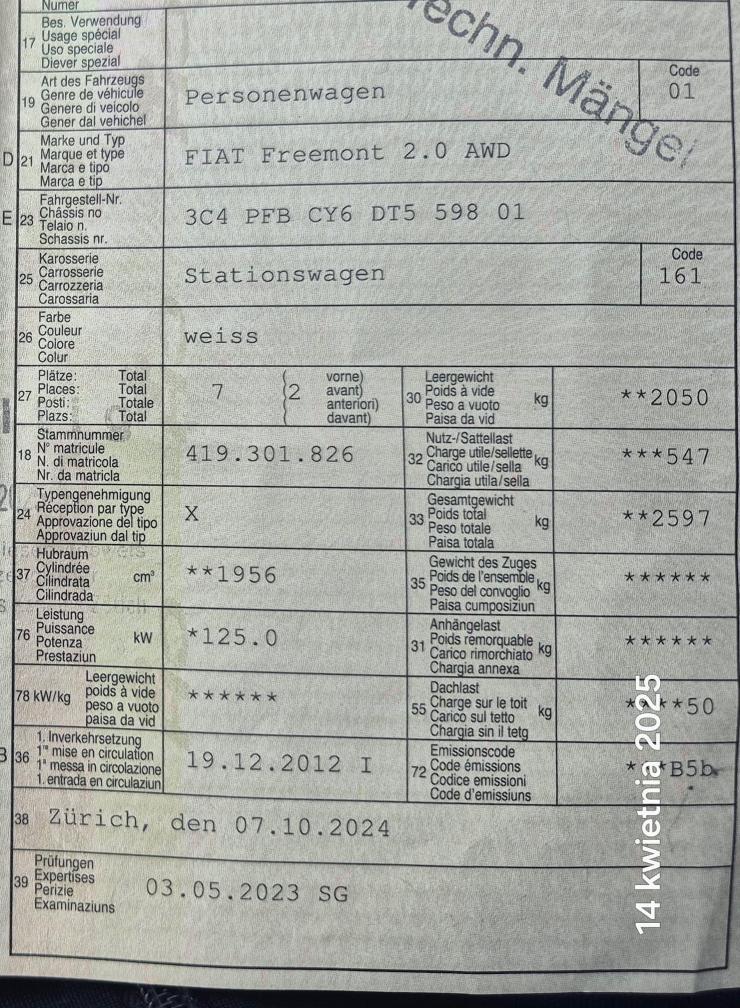 Numer
17 Bes. Verwendung
Usage spécial
Uso speciale
Diever spezial
Techn. Mängel
19 Art des Fahrzeugs
Genre de véhicule
Genere di veicolo
Gener dal vehichel
Personenwagen
Code
01
D 21 Marke und Typ
Marque et type
Marca e tipo
Marca e tip
FIAT Freemont 2.0 AWD
E 23 Fahrgestell-Nr.
Châssis no
Telaio n.
Schassis nr.
3C4 PFB CY6 DT5 598 01
25 Karosserie
Carrosserie
Carrozzeria
Carossaria
Stationswagen
Code
161
26 Farbe
Couleur
Colore
Colur
weiss
27 Plätze: Total
Places: Total
Posti: Totale
Plazs: Total
7 (2 vorne)
avant)
anteriori)
davant)
30 Leergewicht
Poids à vide
Peso a vuoto
Paisa da vid
kg **2050
18 Stammnummer
N° matricule
N. di matricola
Nr. da matricla
419.301.826
32 Nutz-/Sattellast
Charge utile/sellette
Carico utile/sella
Chargia utila/sella
kg ***547
24 Typengenehmigung
Réception par type
Approvazione del tipo
Approvaziun dal tip
X
33 Gesamtgewicht
Poids total
Peso totale
Paisa totala
kg **2597
37 Hubraum
Cylindrée
Cilindrata
Cilindrada
cm³ **1956
35 Gewicht des Zuges
Poids de l'ensemble
Peso del convoglio
Paisa cumposiziun
kg ******
76 Leistung
Puissance
Potenza
Prestaziun
kW *125.0
31 Anhängelast
Poids remorquable
Carico rimorchiato
Chargia annexa
kg ******
78 kW/kg Leergewicht
poids à vide
peso a vuoto
paisa da vid
******
55 Dachlast
Charge sur le toit
Carico sul tetto
Chargia sin il tetg
kg ****50
B 36 1. Inverkehrsetzung
1re mise en circulation
1a messa in circolazione
1. entrada en circulaziun
19.12.2012 I
72 Emissionscode
Code émissions
Codice emissioni
Code d'emissiuns
***B5b
38 Zürich, den 07.10.2024
39 Prüfungen
Expertises
Perizie
Examinaziuns
03.05.2023 SG
14 kwietnia 2025